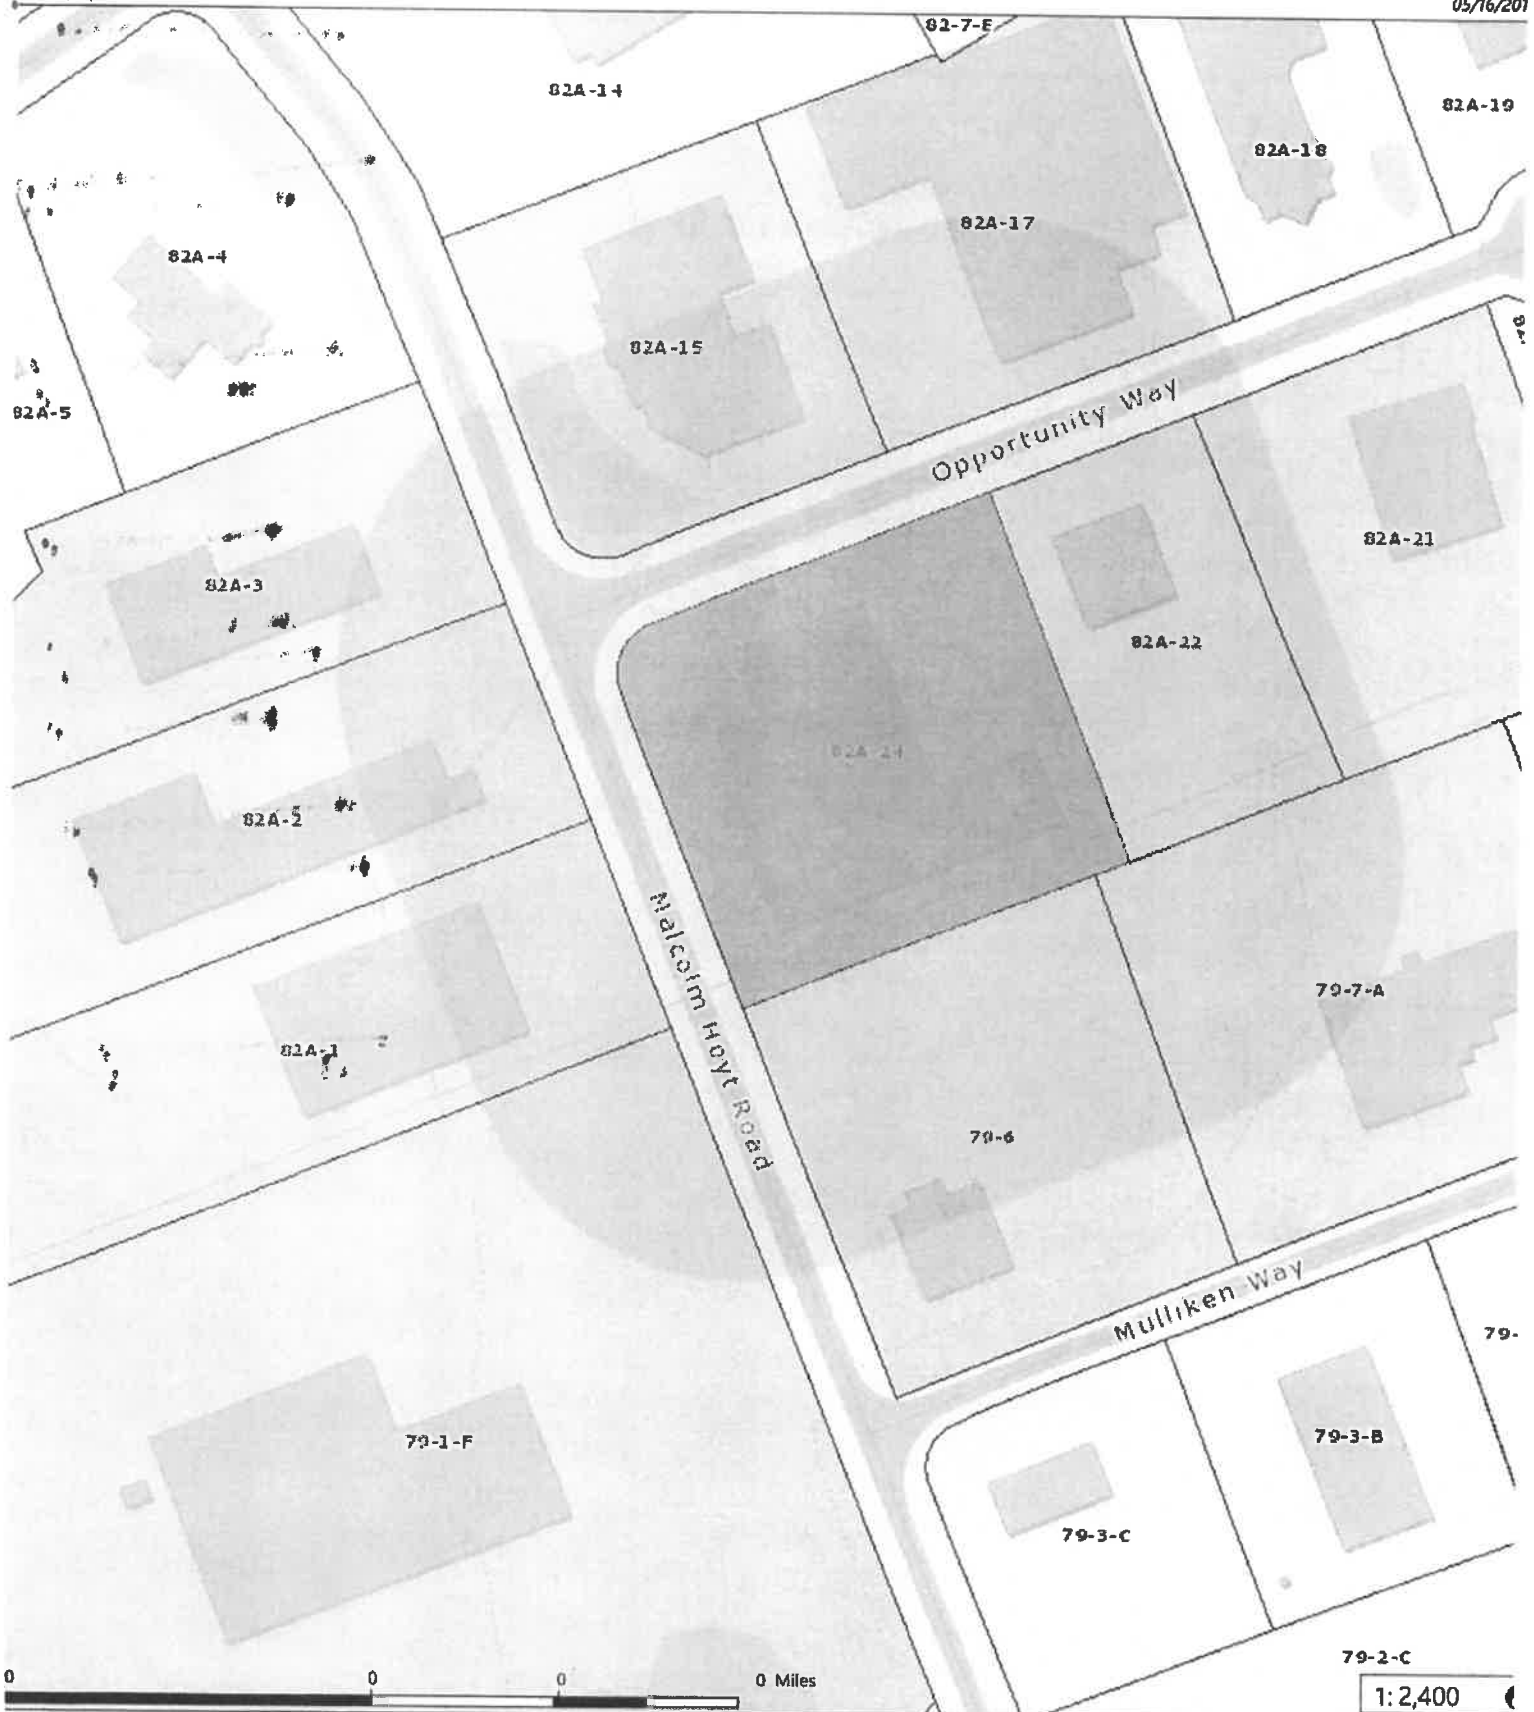 05/16/201
82-7-E
82A-14
82A-19
82A-18
82A-17
82A-4
82A-15
82A-5
Opportunity Way
82A-21
82A-3
82A-22
82A-24
82A-2
Malcolm Hoyt Road
79-7-A
82A-1
79-6
Mulliken Way
79-
79-1-F
79-3-B
79-3-C
79-2-C
0 0 0 0 Miles
1: 2,400